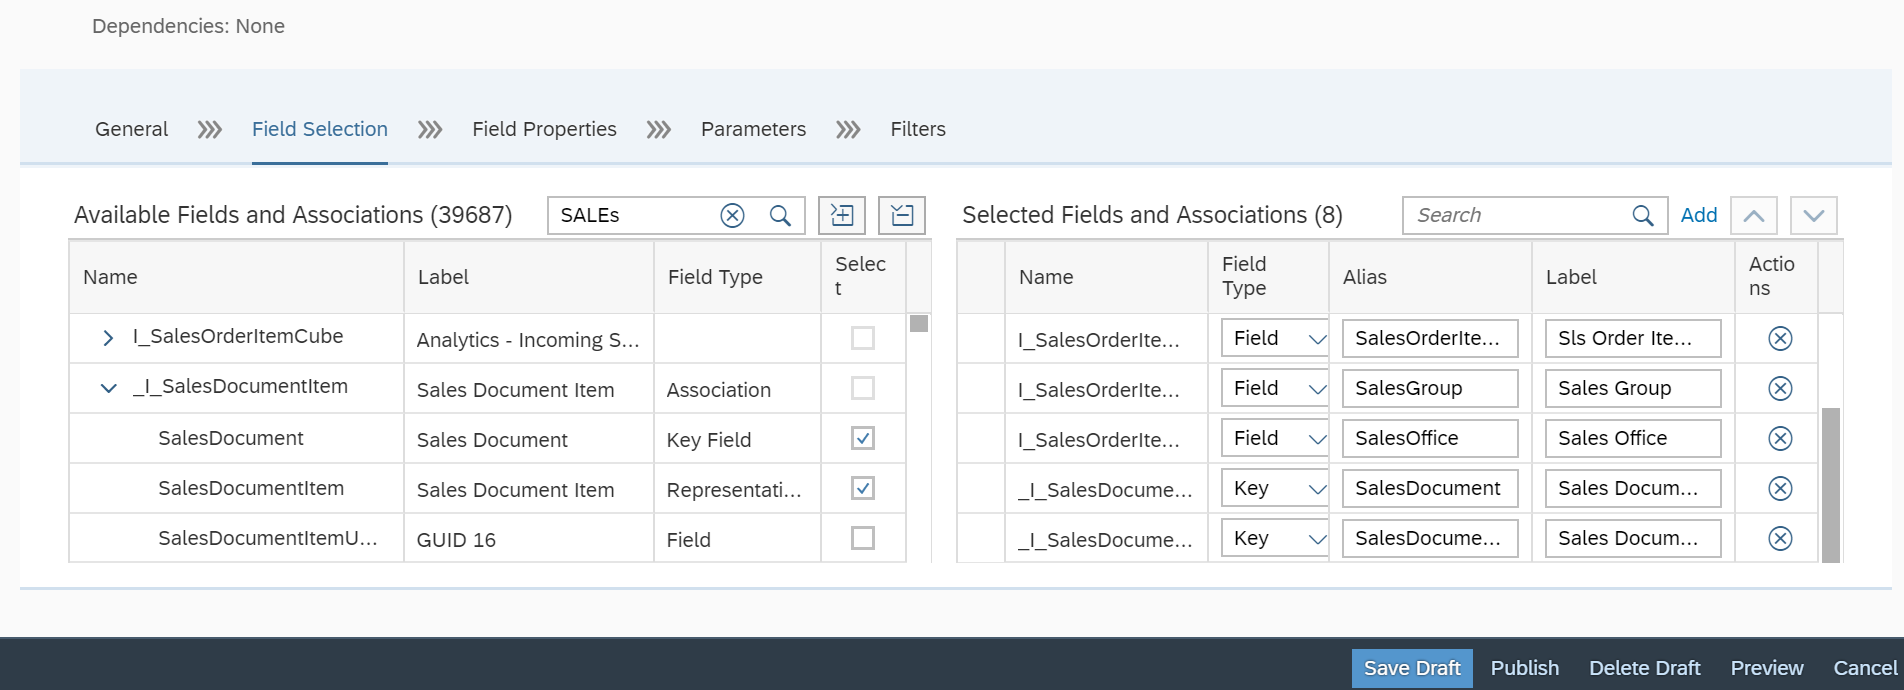 Dependencies: None
General Field Selection Field Properties Parameters Filters
Available Fields and Associations (39687) SALEs
Name Label Field Type Selec
t
I_SalesOrderItemCube Analytics - Incoming S...
_I_SalesDocumentItem Sales Document Item Association
SalesDocument Sales Document Key Field
SalesDocumentItem Sales Document Item Representati...
SalesDocumentItemU... GUID 16 Field
Selected Fields and Associations (8) Search Add
Name Field
Type Alias Label Actio
ns
I_SalesOrderIte... Field SalesOrderIte... Sls Order Ite...
I_SalesOrderIte... Field SalesGroup Sales Group
I_SalesOrderIte... Field SalesOffice Sales Office
_I_SalesDocume... Key SalesDocument Sales Docum...
_I_SalesDocume... Key SalesDocume... Sales Docum...
Save Draft Publish Delete Draft Preview Cancel